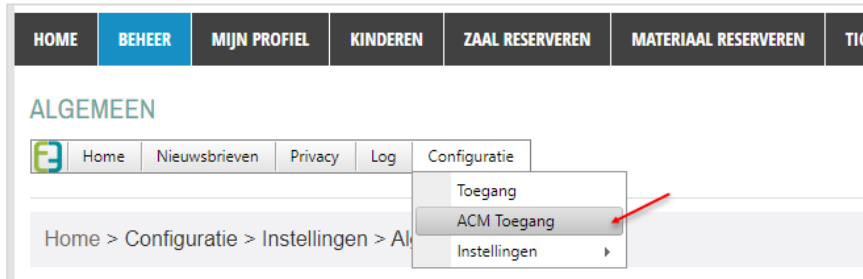 HOME BEHEER MIJN PROFIEL KINDEREN ZAAL RESERVEREN MATERIAAL RESERVEREN
ALGEMEEN
Home Nieuwsbrieven Privacy Log Configuratie
Toegang
ACM Toegang
Home > Configuratie > Instellingen >
Instellingen